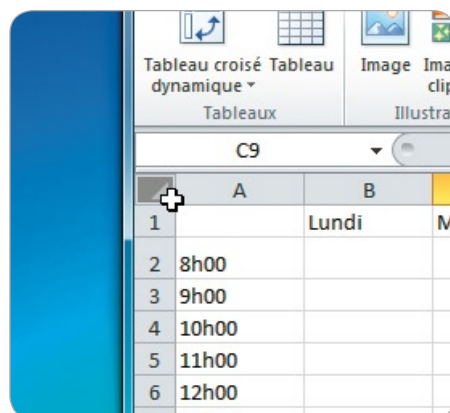 Tableau croisé Tableau Image Ima
dynamique clip
Tableaux Illustra
C9
A B
1 Lundi M
2 8h00
3 9h00
4 10h00
5 11h00
6 12h00